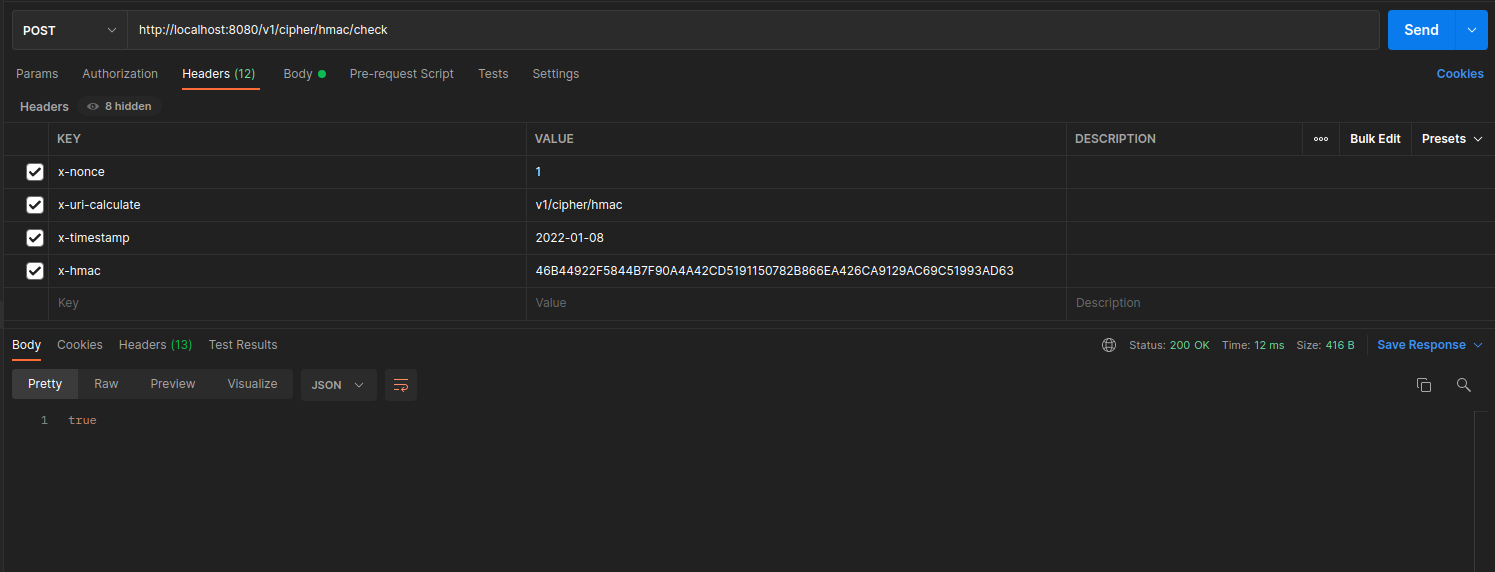 POST http://localhost:8080/v1/cipher/hmac/check Send
Params Authorization Headers (12) Body Pre-request Script Tests Settings Cookies
Headers 8 hidden
KEY VALUE DESCRIPTION Bulk Edit Presets
x-nonce 1
x-uri-calculate v1/cipher/hmac
x-timestamp 2022-01-08
x-hmac 46B44922F5844B7F90A4A42CD5191150782B866EA426CA9129AC69C51993AD63
Key Value Description
Body Cookies Headers (13) Test Results Status: 200 OK Time: 12 ms Size: 416 B Save Response
Pretty Raw Preview Visualize JSON
1 true